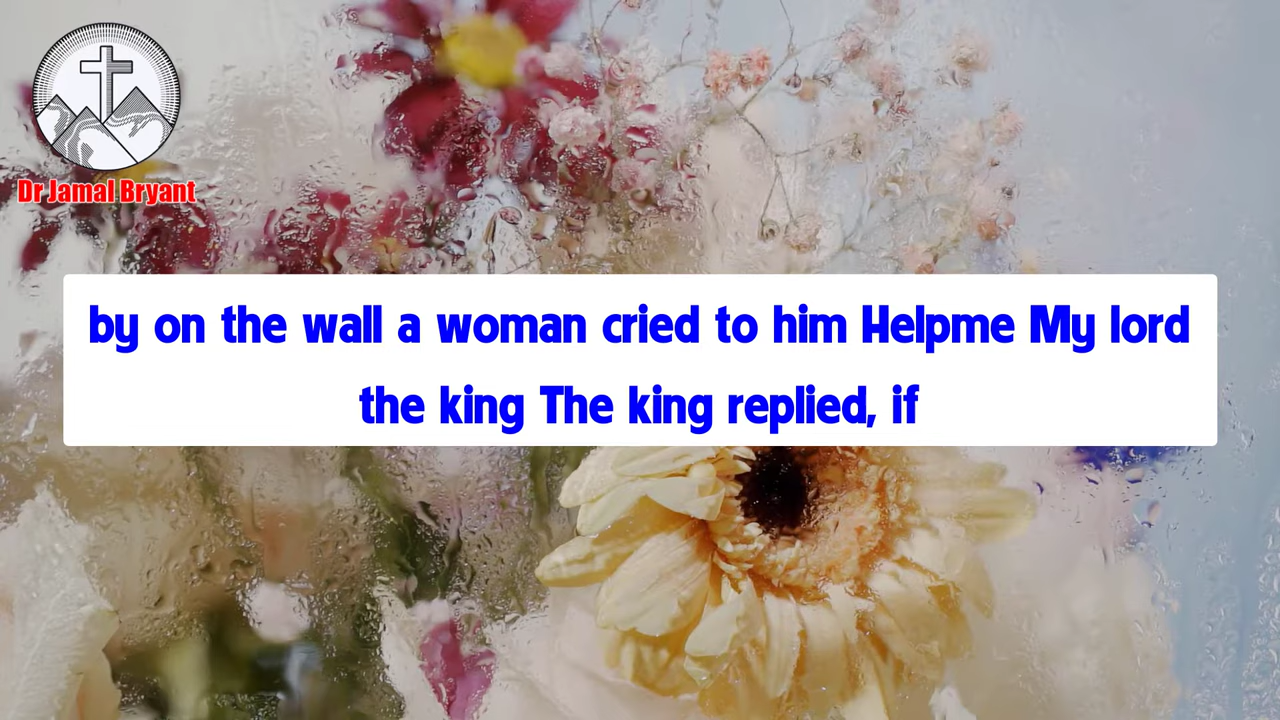 Dr Jamal Bryant
by on the wall a woman cried to him Helpme My lord
the king The king replied, if